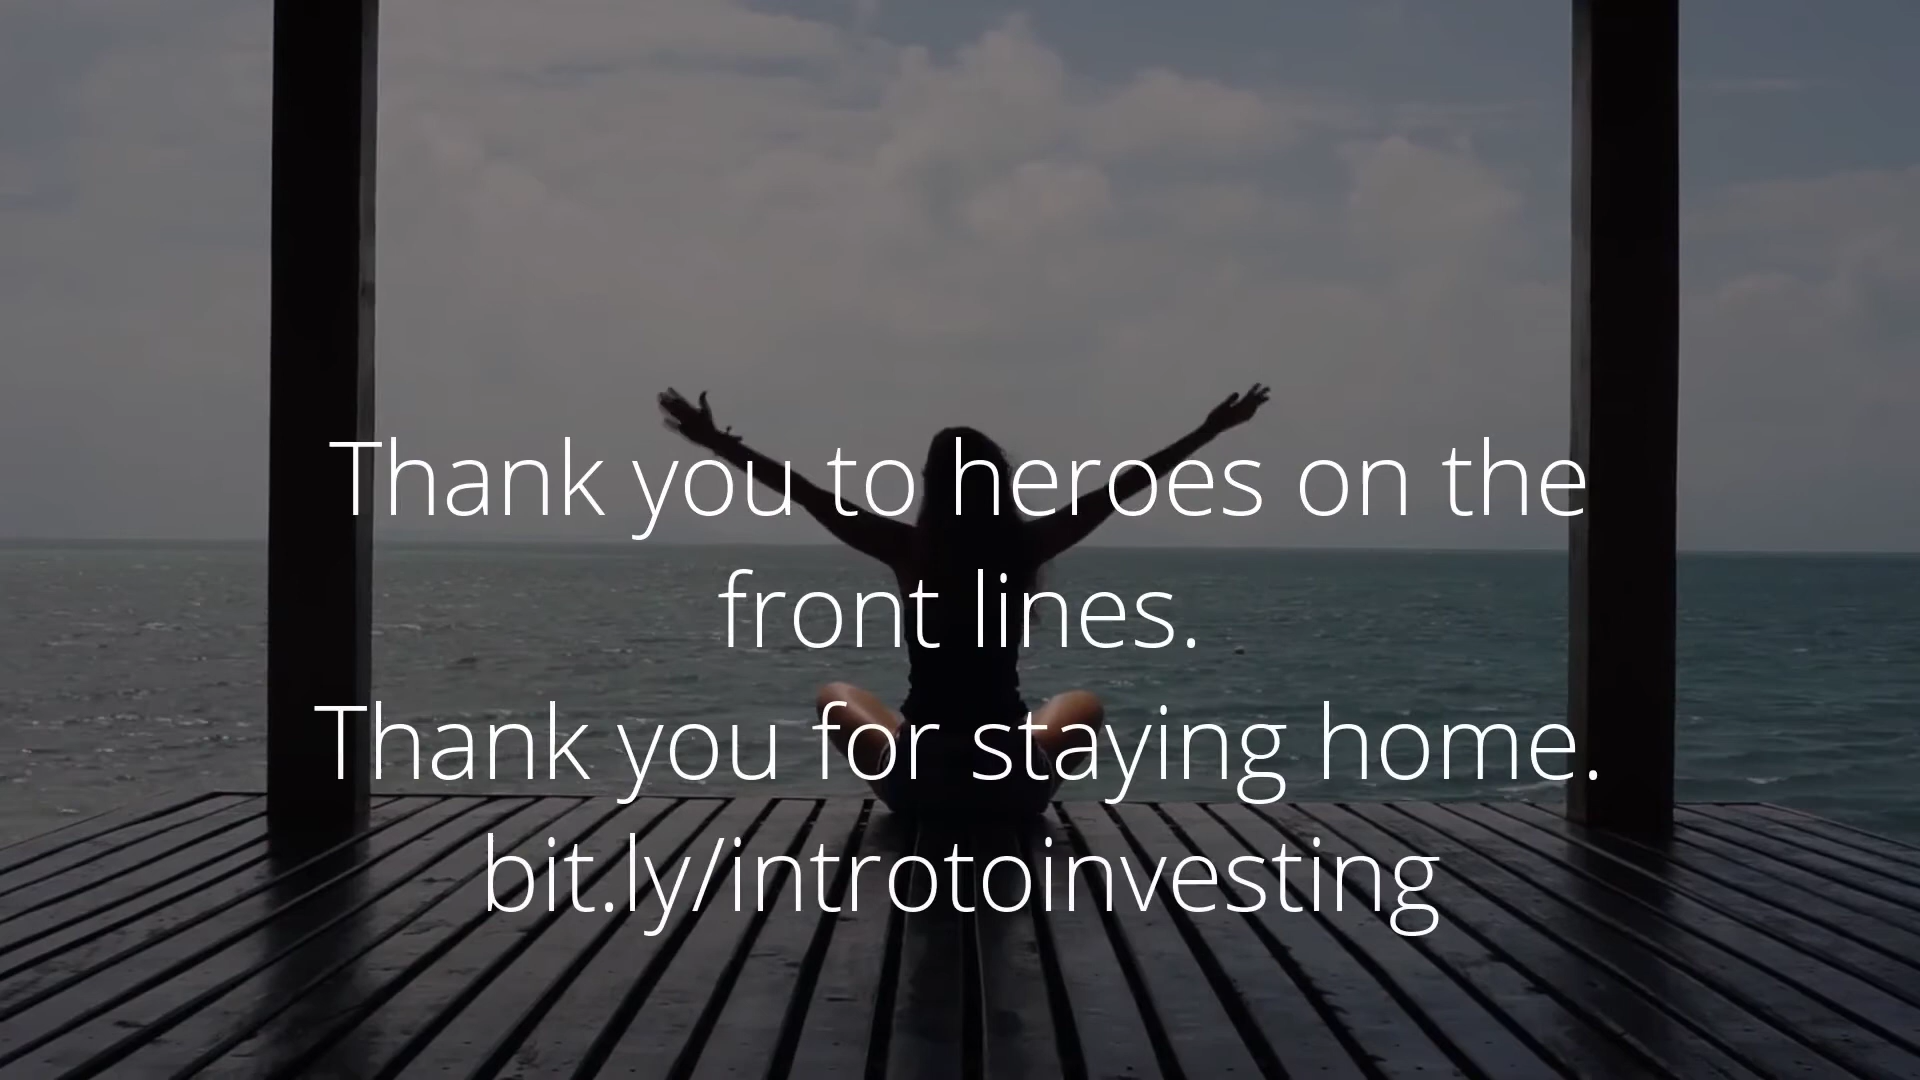 Thank you to heroes on the
front lines.
Thank you for staying home.
bit.ly/introtoinvesting